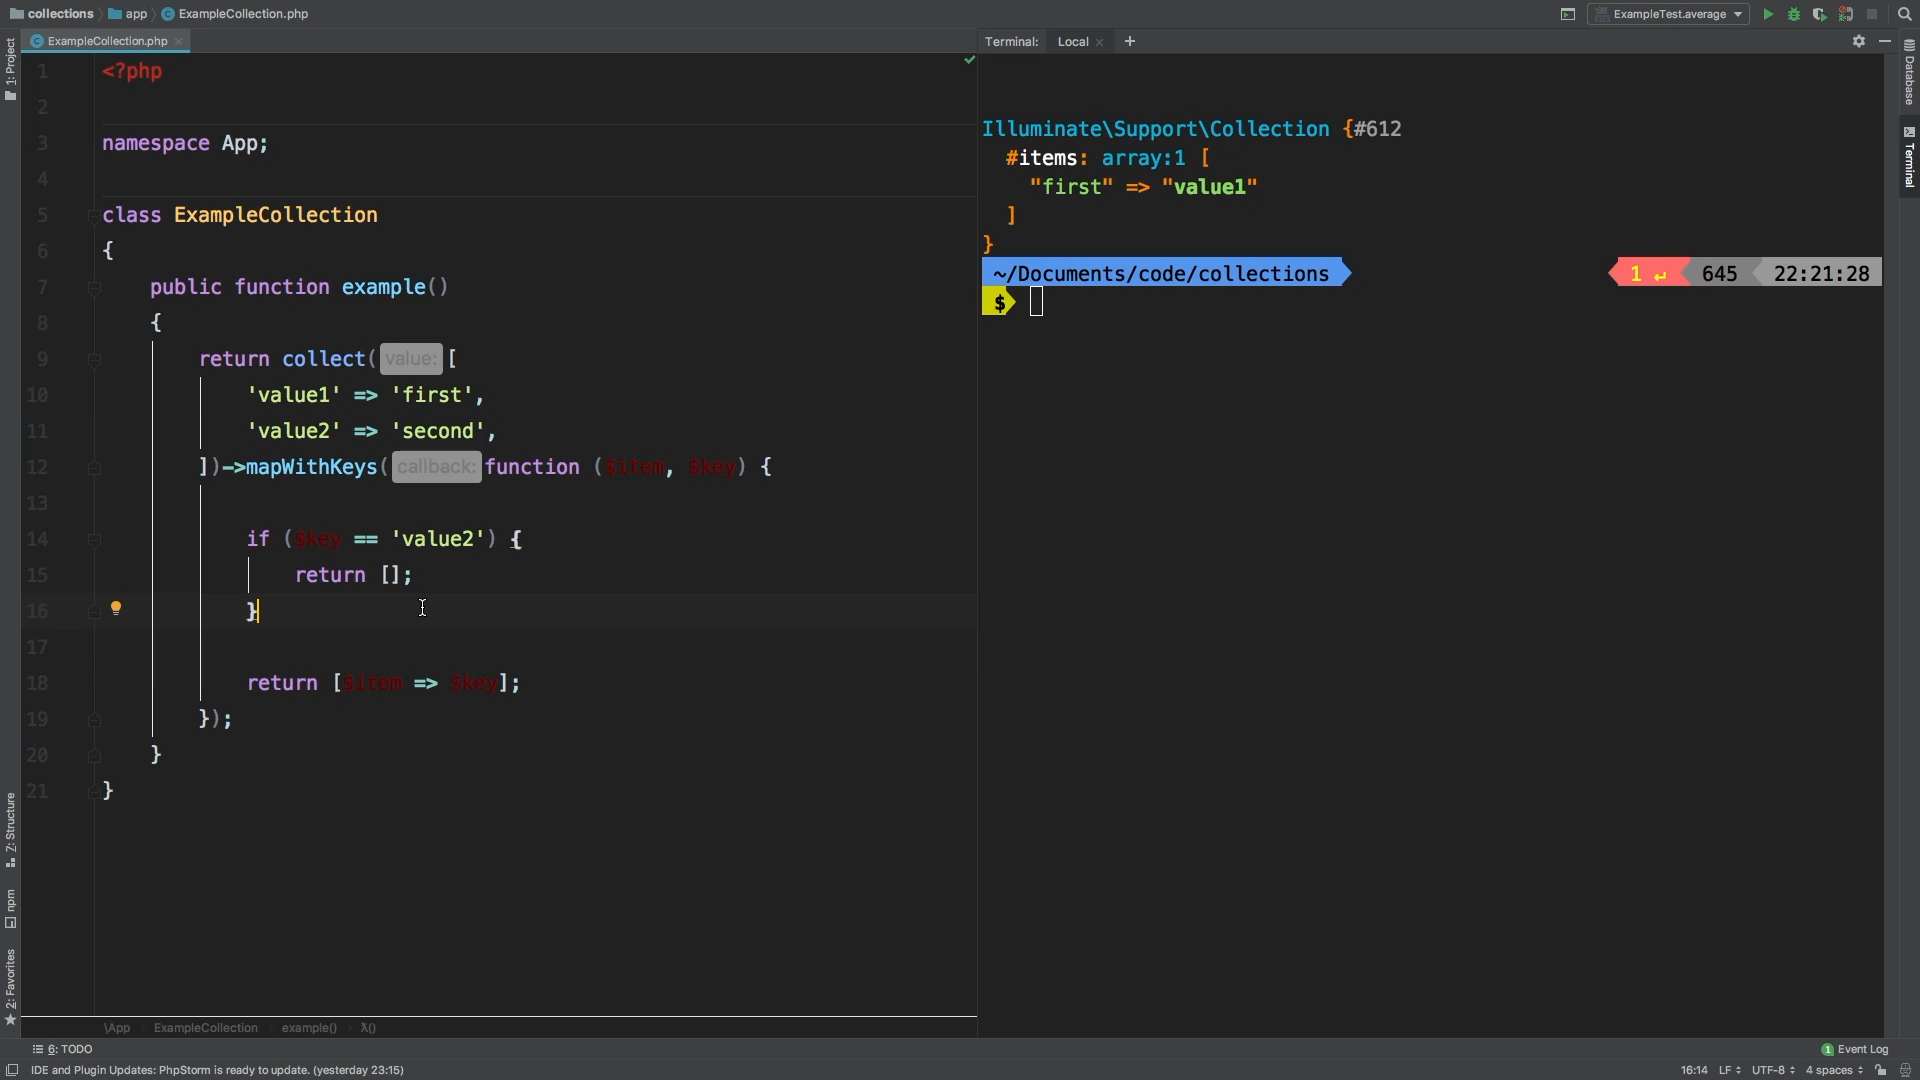 collections app ExampleCollection.php
ExampleTest.average
1: Project
ExampleCollection.php
Terminal: Local +
Database
Terminal
1 <?php
2
3 namespace App;
4
5 class ExampleCollection
6 {
7 public function example()
8 {
9 return collect( value: [
10 'value1' => 'first',
11 'value2' => 'second',
12 ])->mapWithKeys( callback: function ($item, $key) {
13
14 if ($key == 'value2') {
15 return [];
16 }
17
18 return [$item => $key];
19 });
20 }
21 }
Illuminate\Support\Collection {#612
#items: array:1 [
"first" => "value1"
]
}
~/Documents/code/collections 1 ↵ 645 22:21:28
$
Z: Structure
npm
2: Favorites
\App ExampleCollection example() λ()
6: TODO
1 Event Log
IDE and Plugin Updates: PhpStorm is ready to update. (yesterday 23:15)
16:14 LF UTF-8 4 spaces